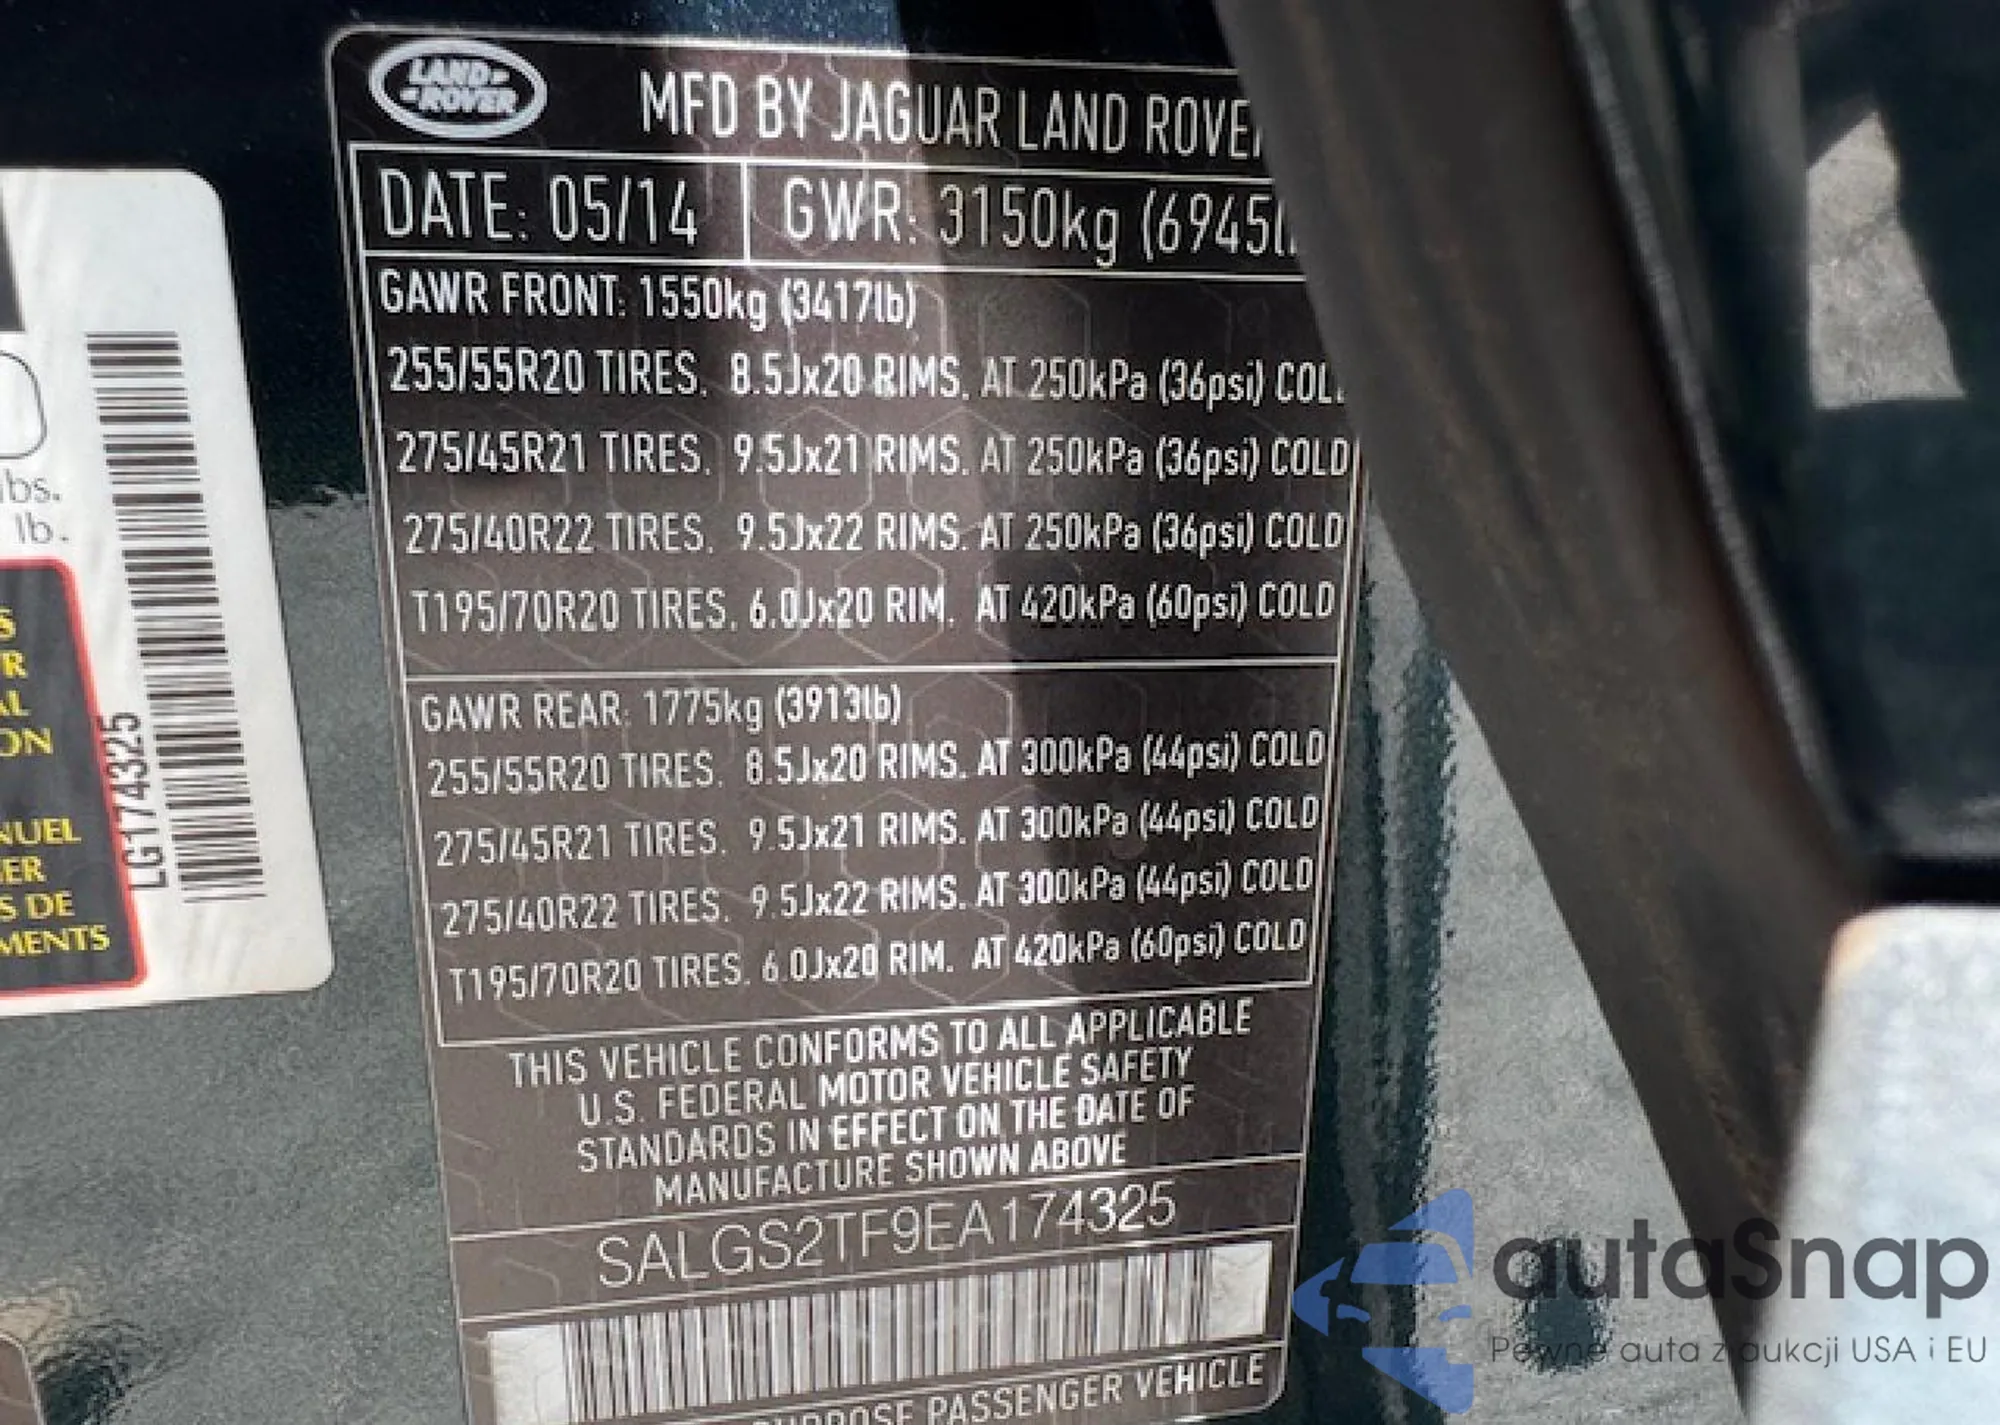 LAND-
-ROVER
MFD BY JAGUAR LAND ROVE
DATE: 05/14
GWR: 3150kg (6945l
GAWR FRONT: 1550kg (3417lb)
255/55R20 TIRES. 8.5Jx20 RIMS. AT 250kPa (36psi) COL
275/45R21 TIRES. 9.5Jx21 RIMS. AT 250kPa (36psi) COLD
275/40R22 TIRES. 9.5Jx22 RIMS. AT 250kPa (36psi) COLD
T195/70R20 TIRES. 6.0Jx20 RIM. AT 420kPa (60psi) COLD
GAWR REAR: 1775kg (3913lb)
255/55R20 TIRES. 8.5Jx20 RIMS. AT 300kPa (44psi) COLD
275/45R21 TIRES. 9.5Jx21 RIMS. AT 300kPa (44psi) COLD
275/40R22 TIRES. 9.5Jx22 RIMS. AT 300kPa (44psi) COLD
T195/70R20 TIRES. 6.0Jx20 RIM. AT 420kPa (60psi) COLD
THIS VEHICLE CONFORMS TO ALL APPLICABLE
U.S. FEDERAL MOTOR VEHICLE SAFETY
STANDARDS IN EFFECT ON THE DATE OF
MANUFACTURE SHOWN ABOVE
SALGS2TF9EA174325
PURPOSE PASSENGER VEHICLE
lbs.
lb.
S
R
AL
ON
NUEL
ER
S DE
MENTS
LG174325
autaSnap
Pewne auta z aukcji USA i EU